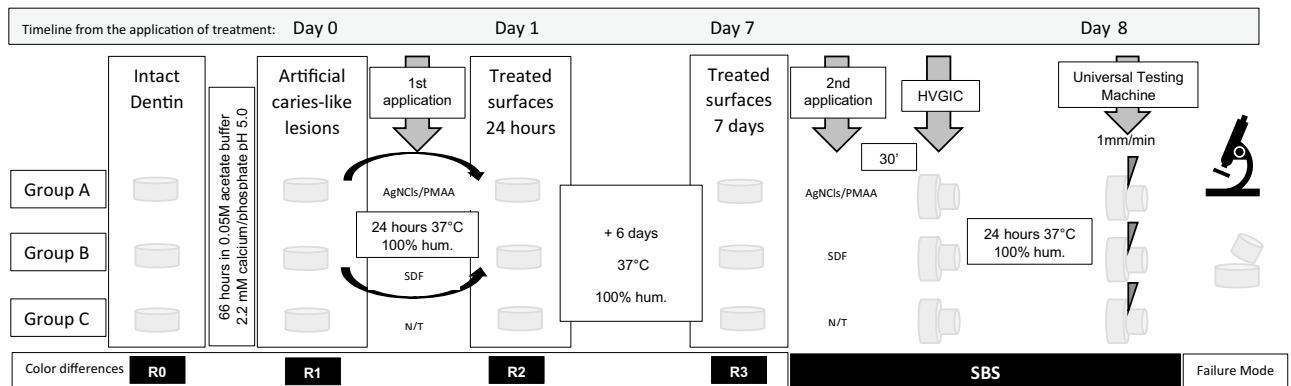 Timeline from the application of treatment: Day 0 Day 1 Day 7 Day 8
Intact
Dentin
66 hours in 0.05M acetate buffer
2.2 mM calcium/phosphate pH 5.0
Artificial
caries-like
lesions
1st
application
Treated
surfaces
24 hours
Treated
surfaces
7 days
2nd
application
HVGIC
Universal Testing
Machine
30’
1mm/min
Group A
AgNCls/PMAA
AgNCls/PMAA
Group B
24 hours 37°C
100% hum.
SDF
+ 6 days
37°C
100% hum.
SDF
24 hours 37°C
100% hum.
Group C
N/T
N/T
Color differences R0 R1 R2 R3 SBS Failure Mode